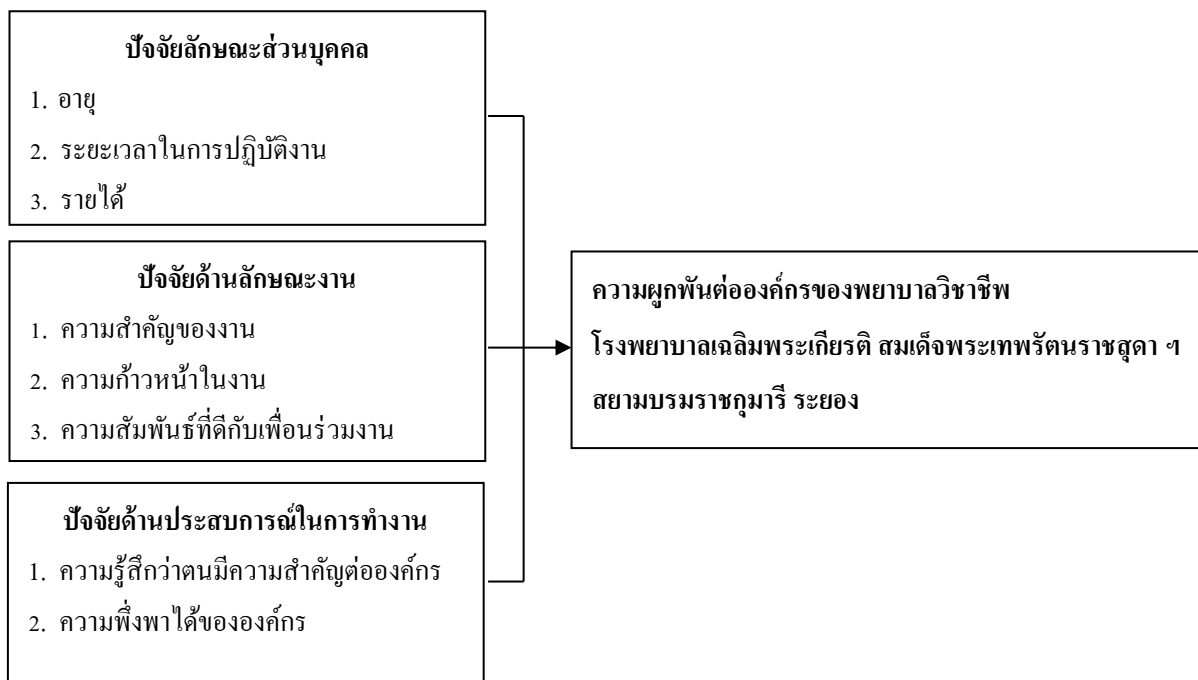 ปัจจัยลักษณะส่วนบุคคล
1. อายุ
2. ระยะเวลาในการปฏิบัติงาน
3. รายได้
ปัจจัยด้านลักษณะงาน
1. ความสำคัญของงาน
2. ความก้าวหน้าในงาน
3. ความสัมพันธ์ที่ดีกับเพื่อนร่วมงาน
ปัจจัยด้านประสบการณ์ในการทำงาน
1. ความรู้สึกว่าตนมีความสำคัญต่อองค์กร
2. ความพึ่งพาได้ขององค์กร
ความผูกพันต่อองค์กรของพยาบาลวิชาชีพ
โรงพยาบาลเฉลิมพระเกียรติ สมเด็จพระเทพรัตนราชสุดา ฯ
สยามบรมราชกุมารี ระยอง